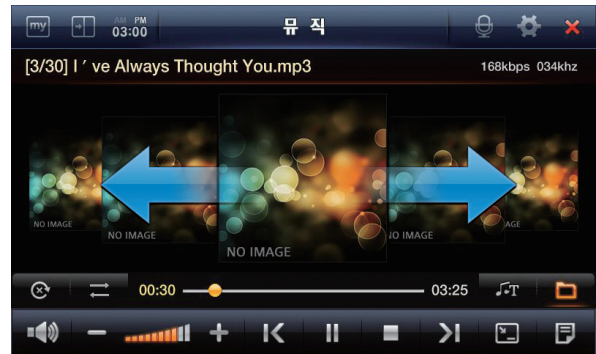 my AM PM 03:00 뮤 직
[3/30] I ′ ve Always Thought You.mp3 168kbps 034khz
NO IMAGE NO IMAGE NO IMAGE IO IMAGE AGE
00:30 03:25 T